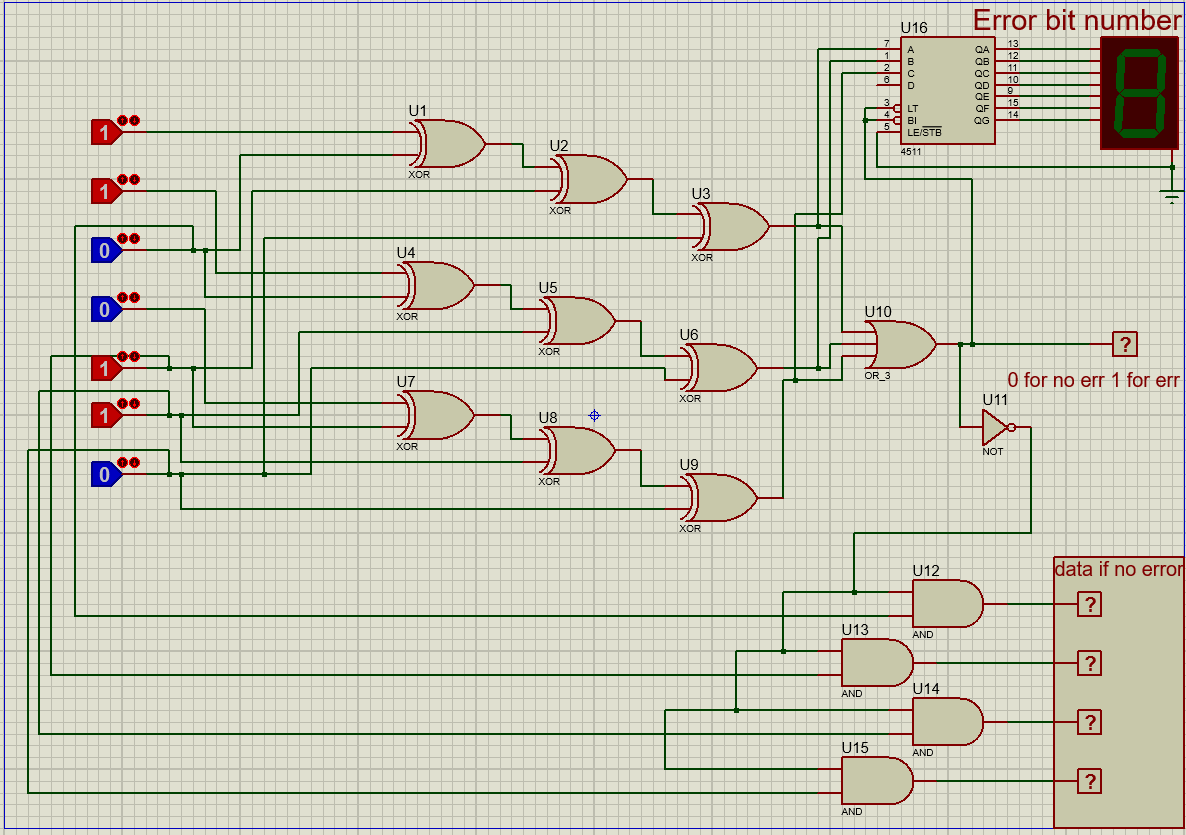 Error bit number
U16
7 A QA 13
1 B QB 12
2 C QC 11
6 D QD 10
QE 9
3 LT QF 15
4 BI QG 14
5 LE/STB
4511
8
1
U1
XOR
U2
XOR
1
U3
XOR
0
U4
XOR
0
U5
XOR
U10
OR_3
?
1
U6
XOR
0 for no err 1 for err
U7
XOR
U11
NOT
1
U8
XOR
0
U9
XOR
data if no error
U12
AND
?
U13
AND
?
U14
AND
?
U15
AND
?